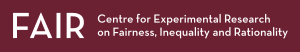 FAIR
Centre for Experimental Research
on Fairness, Inequality and Rationality